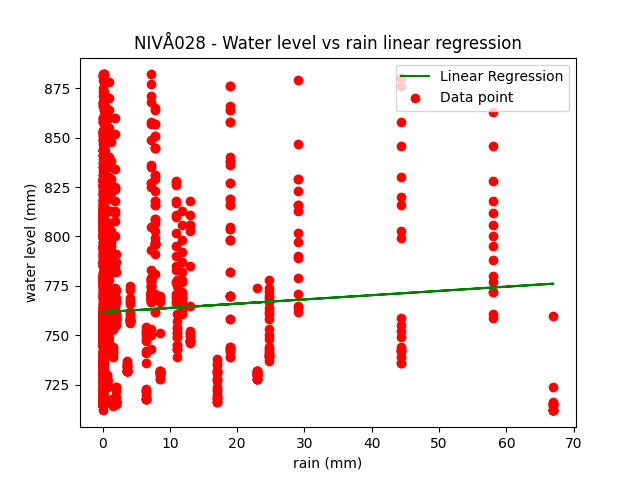 NIVÅ028 - Water level vs rain linear regression
Linear Regression
Data point
water level (mm)
875
850
825
800
775
750
725
0 10 20 30 40 50 60 70
rain (mm)